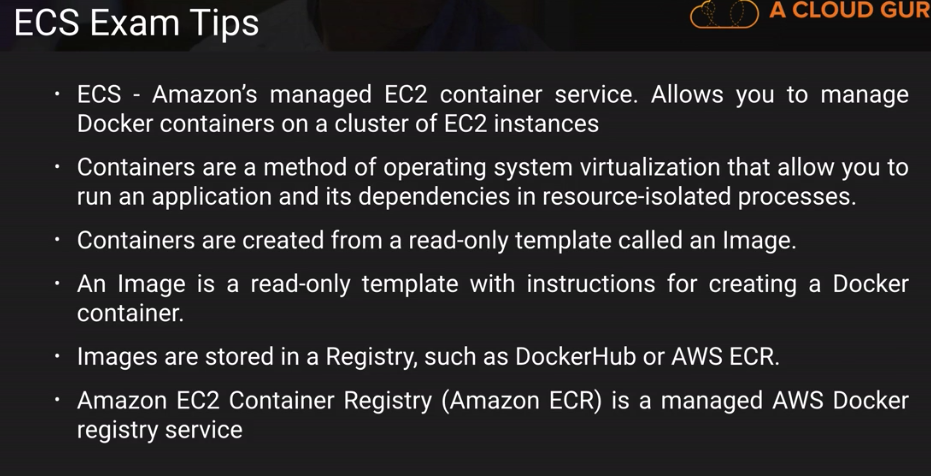 ECS Exam Tips
A CLOUD GUR
· ECS - Amazon’s managed EC2 container service. Allows you to manage
Docker containers on a cluster of EC2 instances
· Containers are a method of operating system virtualization that allow you to
run an application and its dependencies in resource-isolated processes.
· Containers are created from a read-only template called an Image.
· An Image is a read-only template with instructions for creating a Docker
container.
· Images are stored in a Registry, such as DockerHub or AWS ECR.
· Amazon EC2 Container Registry (Amazon ECR) is a managed AWS Docker
registry service